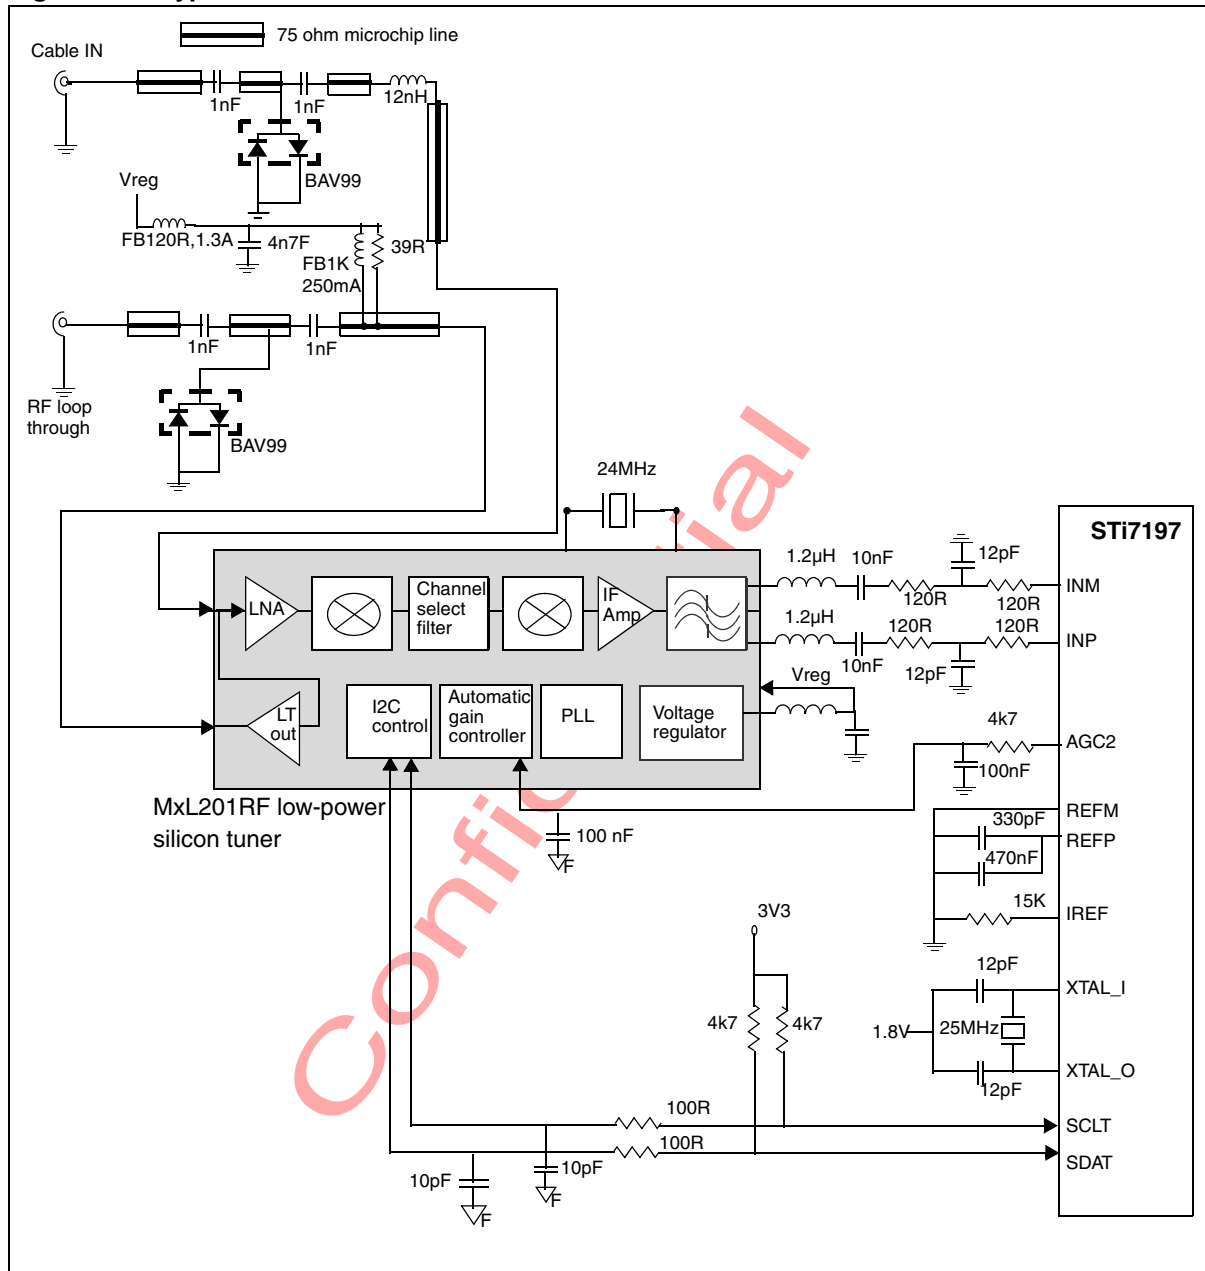 75 ohm microchip line
Cable IN
1nF
1nF
12nH
BAV99
Vreg
FB120R,1.3A
4n7F
FB1K
250mA
39R
1nF
1nF
RF loop
through
BAV99
24MHz
STi7197
1.2µH
10nF
12pF
120R
120R
INM
LNA
Channel
select
filter
IF
Amp
1.2µH
120R
120R
10nF
12pF
INP
Vreg
LT
out
I2C
control
Automatic
gain
controller
PLL
Voltage
regulator
4k7
AGC2
100nF
MxL201RF low-power
silicon tuner
100 nF
F
REFM
330pF
REFP
470nF
15K
IREF
3V3
4k7
4k7
12pF
XTAL_I
1.8V
25MHz
XTAL_O
12pF
100R
SCLT
100R
SDAT
10pF
10pF
F
F
Confidential